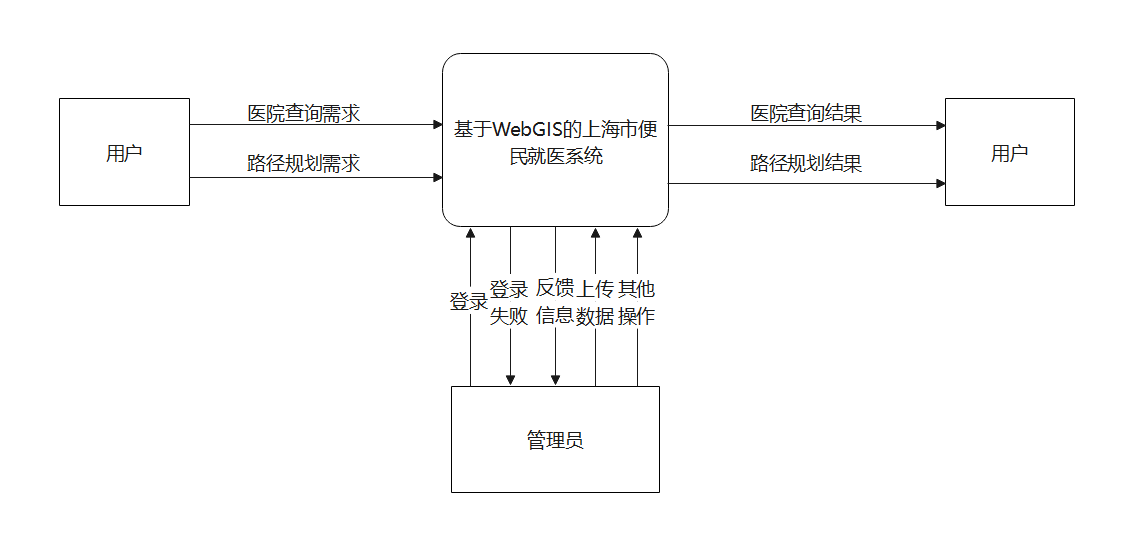 医院查询需求
医院查询结果
用户
基于WebGIS的上海市便
民就医系统
用户
路径规划需求
路径规划结果
登录
登录
失败
反馈
信息
上传
数据
其他
操作
管理员